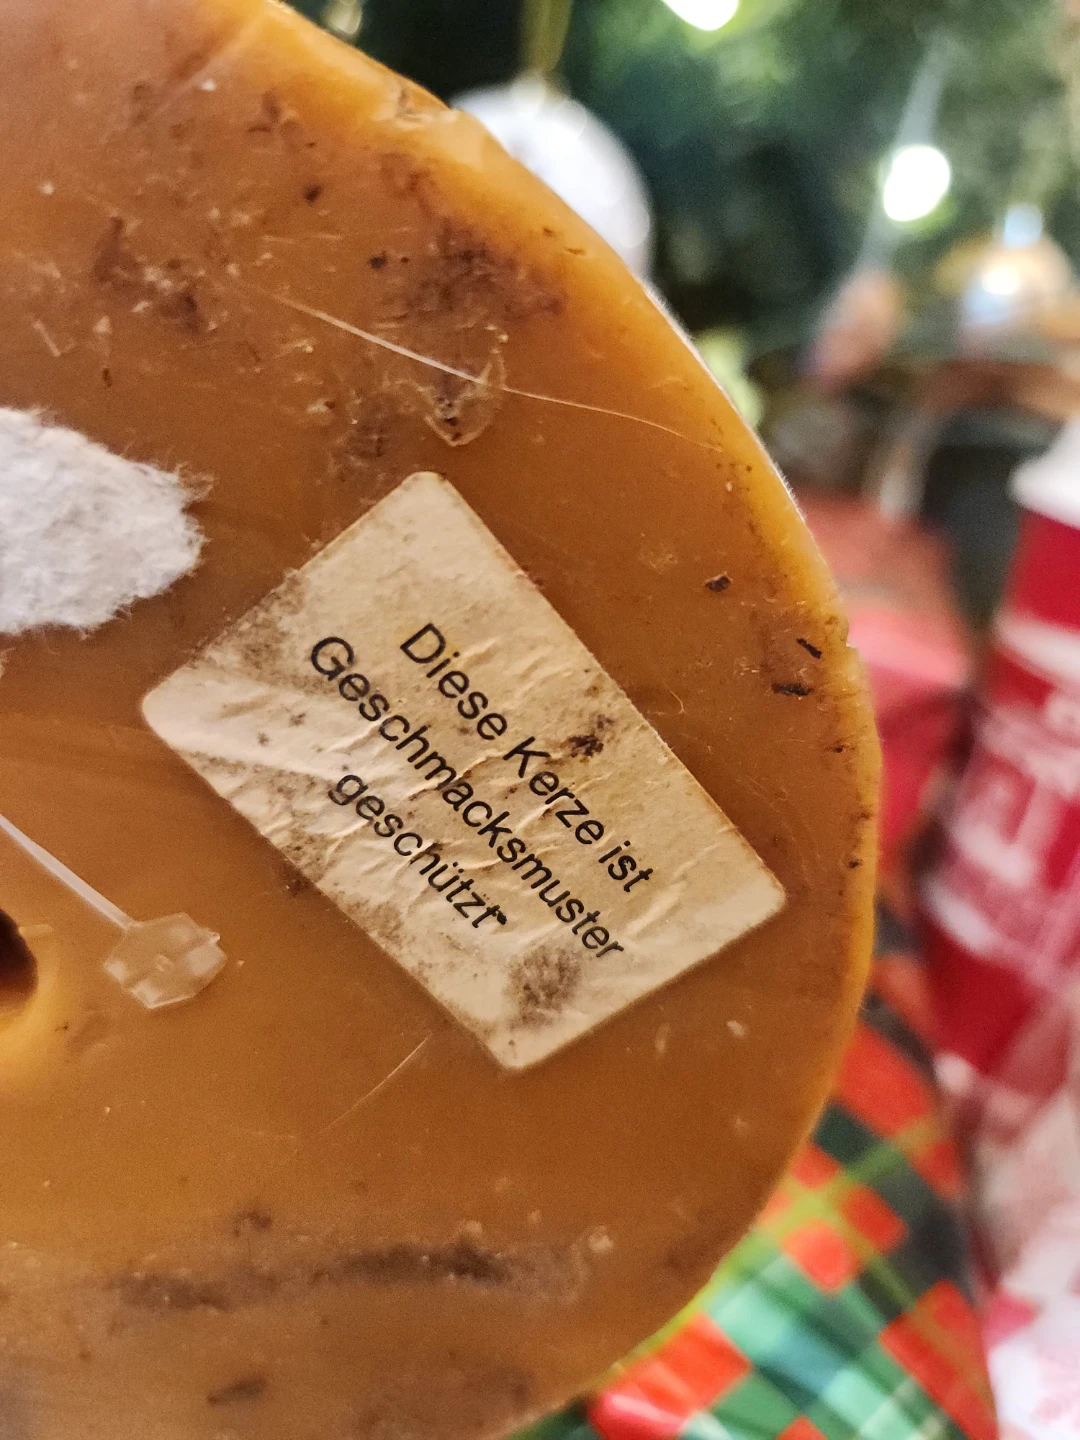 Diese Kerze ist
Geschmacksmuster
geschützt